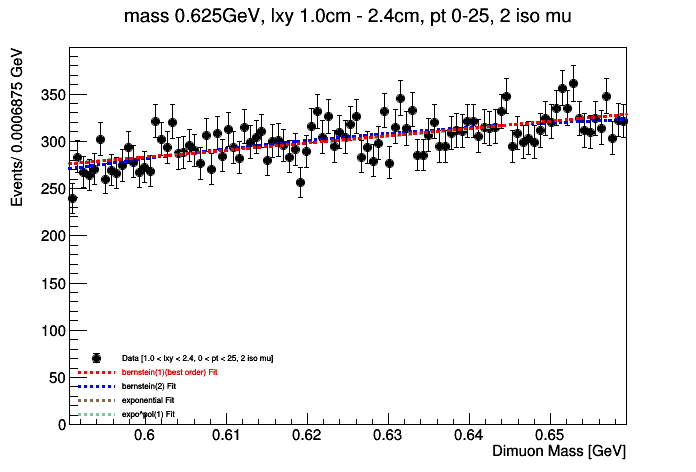 mass 0.625GeV, lxy 1.0cm - 2.4cm, pt 0-25, 2 iso mu
Events/ 0.0006875 GeV
350
300
250
200
150
100
50
0
Data [1.0 < lxy < 2.4, 0 < pt < 25, 2 iso mu]
bernstein(1)(best order) Fit
bernstein(2) Fit
exponential Fit
expo*pol(1) Fit
0.6 0.61 0.62 0.63 0.64 0.65
Dimuon Mass [GeV]